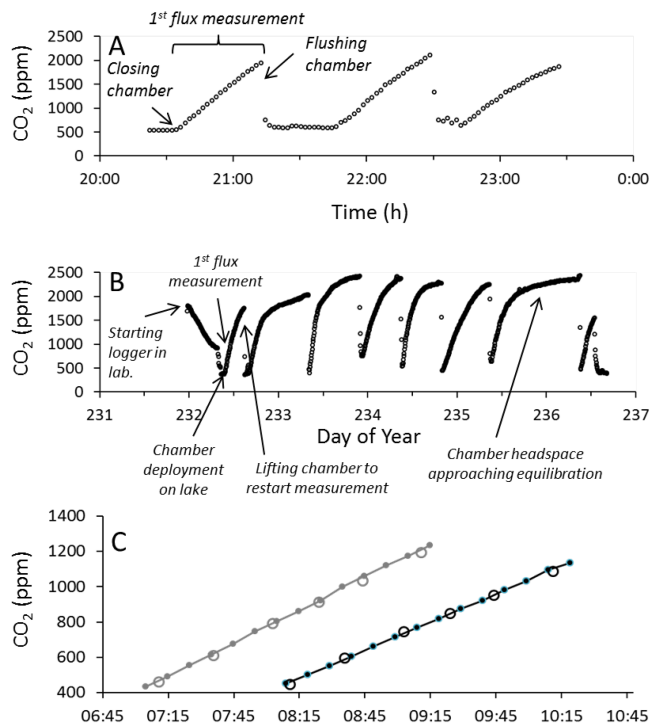 A
1st flux measurement
Flushing
chamber
Closing
chamber
CO2 (ppm)
2500
2000
1500
1000
500
0
20:00
21:00
22:00
23:00
0:00
Time (h)
B
1st flux
measurement
Starting
logger in
lab.
CO2 (ppm)
2500
2000
1500
1000
500
0
231
232
233
234
235
236
237
Day of Year
Chamber
deployment
on lake
Lifting chamber to
restart measurement
Chamber headspace
approaching equilibration
C
CO2 (ppm)
1400
1200
1000
800
600
400
06:45
07:15
07:45
08:15
08:45
09:15
09:45
10:15
10:45